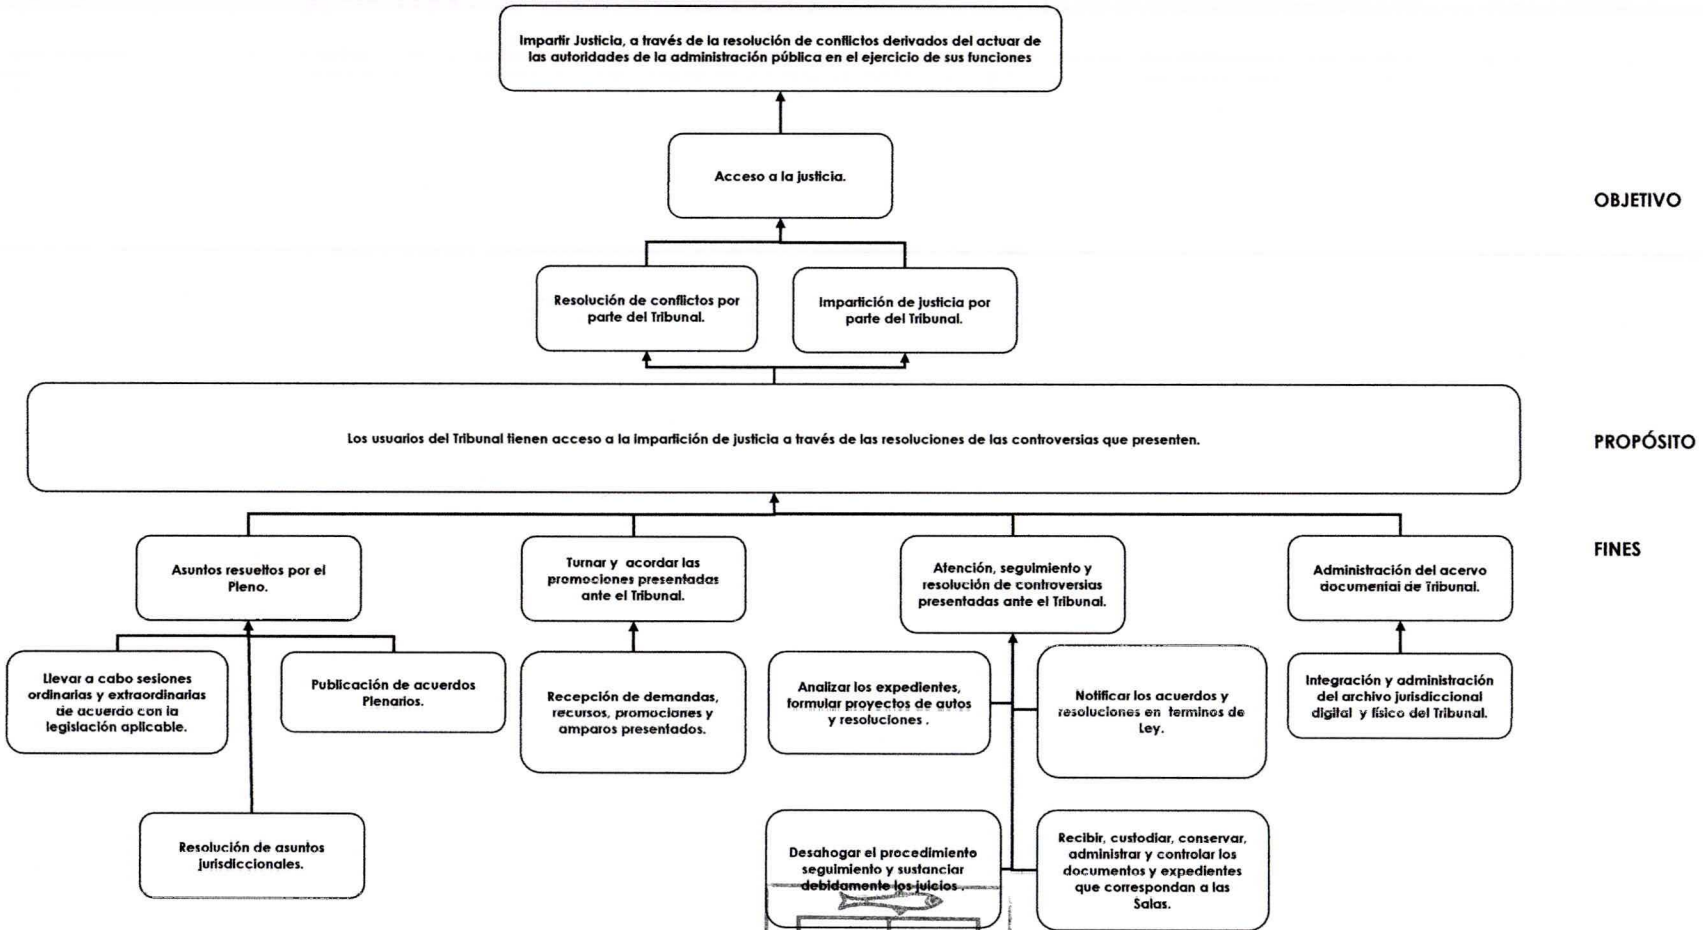 Impartir Justicia, a través de la resolución de conflictos derivados del actuar de
las autoridades de la administración pública en el ejercicio de sus funciones
Acceso a la justicia.
OBJETIVO
Resolución de conflictos por
parte del Tribunal.
Impartición de justicia por
parte del Tribunal.
Los usuarios del Tribunal tienen acceso a la impartición de justicia a través de las resoluciones de las controversias que presenten.
PROPÓSITO
FINES
Asuntos resueltos por el
Pleno.
Turnar y acordar las
promociones presentadas
ante el Tribunal.
Atención, seguimiento y
resolución de controversias
presentadas ante el Tribunal.
Administración del acervo
documental de Tribunal.
Llevar a cabo sesiones
ordinarias y extraordinarias
de acuerdo con la
legislación aplicable.
Publicación de acuerdos
Plenarios.
Recepción de demandas,
recursos, promociones y
amparos presentados.
Analizar los expedientes,
formular proyectos de autos
y resoluciones .
Notificar los acuerdos y
resoluciones en terminos de
Ley.
Integración y administración
del archivo jurisdiccional
digital y físico del Tribunal.
Resolución de asuntos
jurisdiccionales.
Desahogar el procedimiento
seguimiento y sustanciar
debidamente los juicios .
Recibir, custodiar, conservar,
administrar y controlar los
documentos y expedientes
que correspondan a las
Salas.